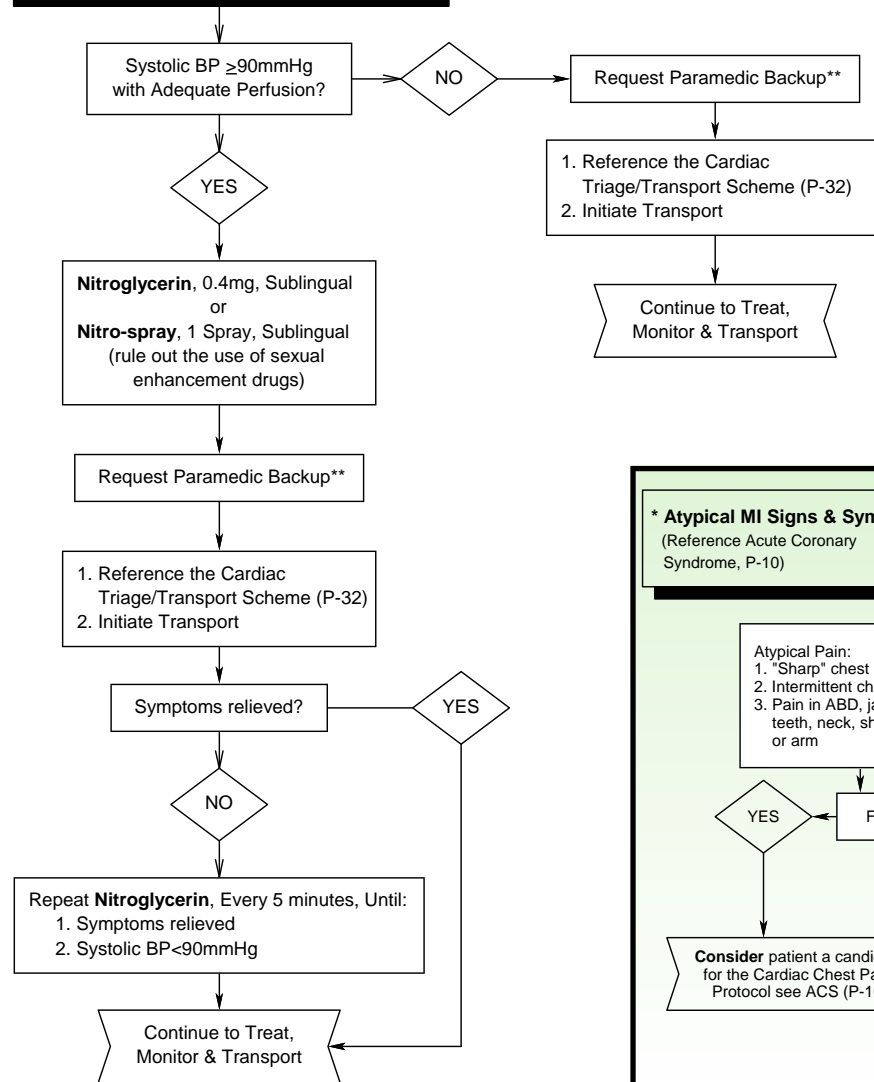 Systolic BP ≥90mmHg
with Adequate Perfusion?
NO
Request Paramedic Backup**
1. Reference the Cardiac
Triage/Transport Scheme (P-32)
2. Initiate Transport
Continue to Treat,
Monitor & Transport
YES
Nitroglycerin, 0.4mg, Sublingual
or
Nitro-spray, 1 Spray, Sublingual
(rule out the use of sexual
enhancement drugs)
Request Paramedic Backup**
1. Reference the Cardiac
Triage/Transport Scheme (P-32)
2. Initiate Transport
Symptoms relieved?
YES
NO
Repeat Nitroglycerin, Every 5 minutes, Until:
1. Symptoms relieved
2. Systolic BP<90mmHg
Continue to Treat,
Monitor & Transport
* Atypical MI Signs &
(Reference Acute Coronary
Syndrome, P-10)
Atypical Pain:
1. "Sharp" chest
2. Intermittent
3. Pain in ABD,
teeth, neck,
or arm
YES
Consider patient a
for the Cardiac Chest
Protocol see ACS